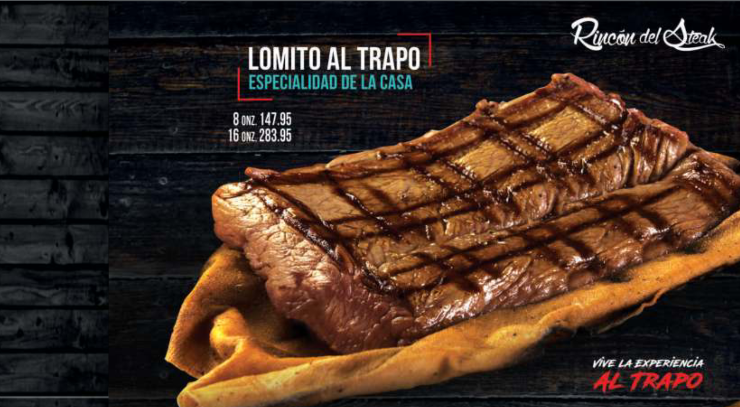 Rincón del Steak
LOMITO AL TRAPO
ESPECIALIDAD DE LA CASA
8 ONZ. 147.95
16 ONZ. 283.95
VIVE LA EXPERIENCIA
AL TRAPO